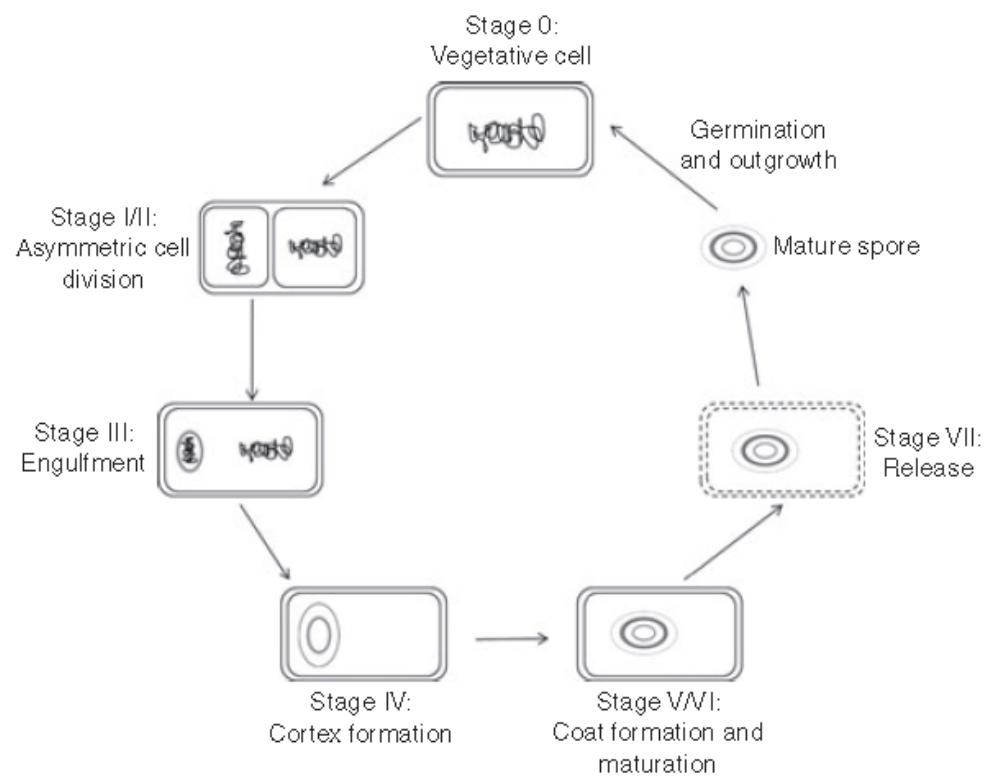 Stage 0:
Vegetative cell
Germination
and outgrowth
Stage I/II:
Asymmetric cell
division
Mature spore
Stage III:
Engulfment
Stage VII:
Release
Stage IV:
Cortex formation
Stage V/VI:
Coat formation and
maturation